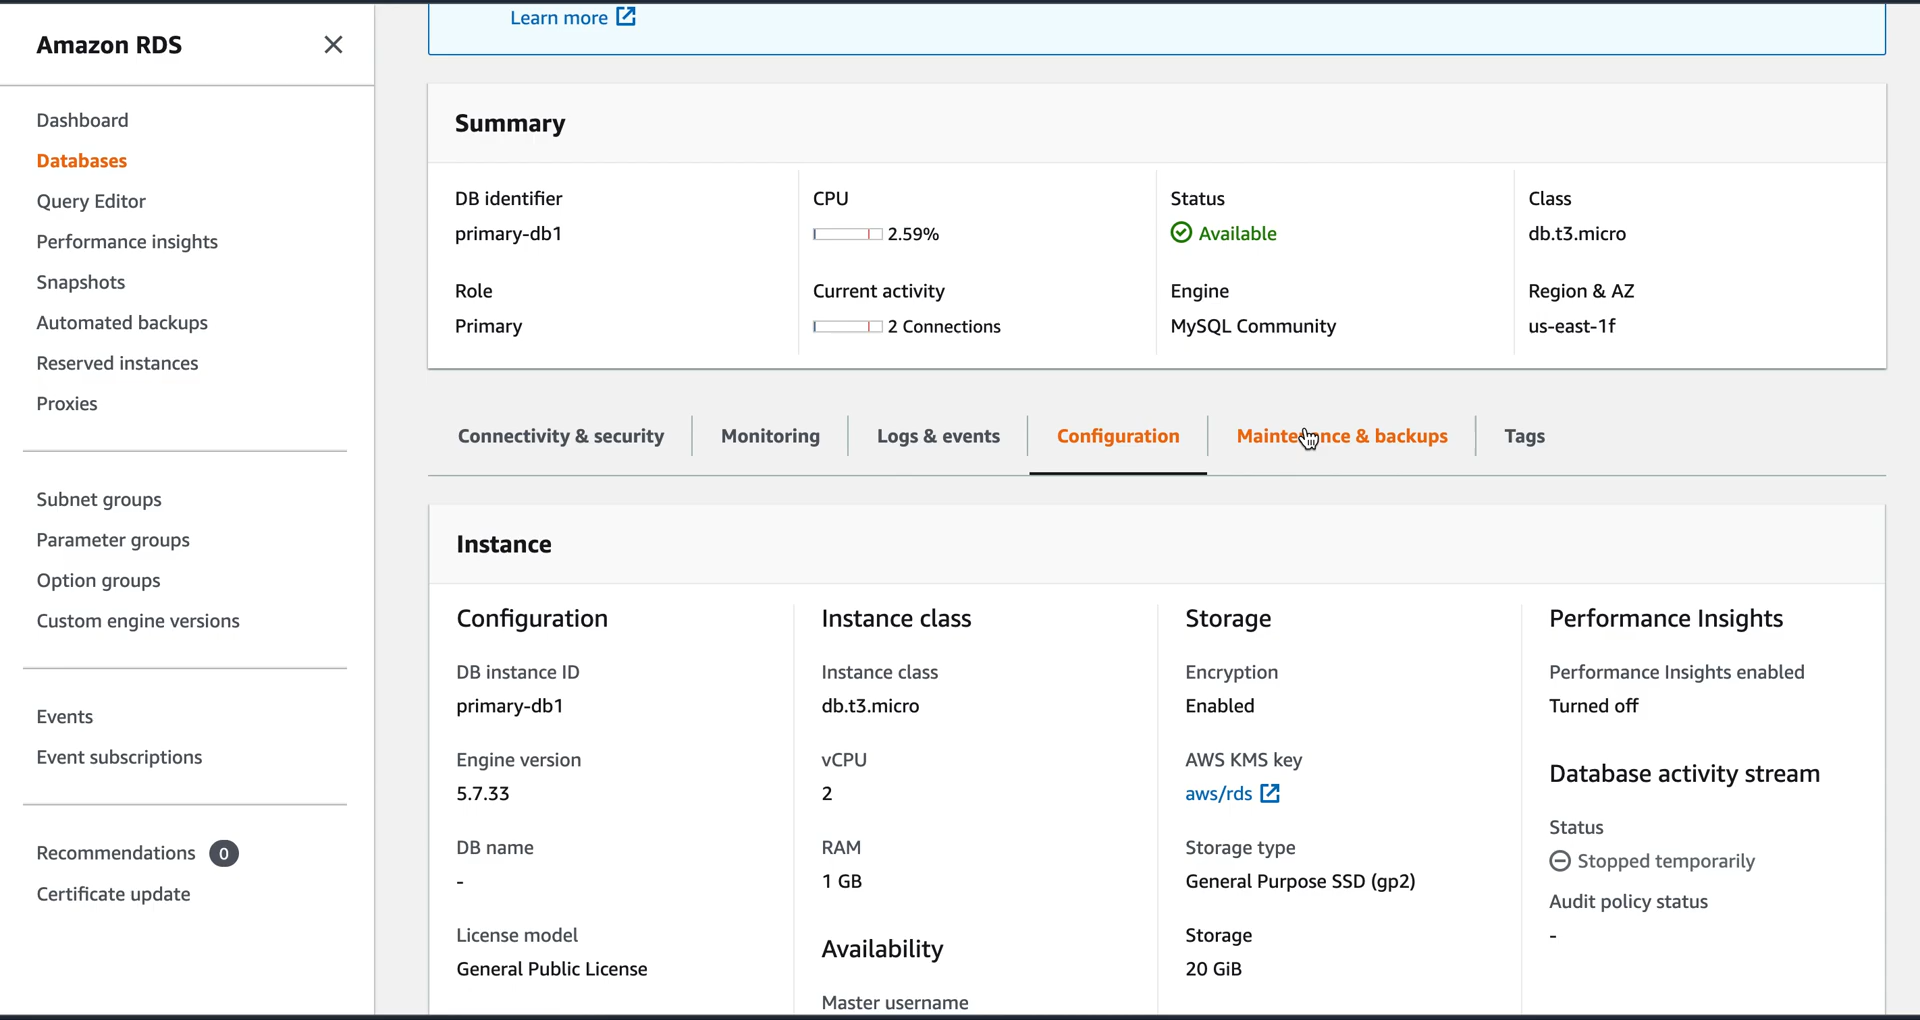 Learn more
Amazon RDS
Dashboard
Databases
Query Editor
Performance insights
Snapshots
Automated backups
Reserved instances
Proxies
Subnet groups
Parameter groups
Option groups
Custom engine versions
Events
Event subscriptions
Recommendations 0
Certificate update
Summary
DB identifier
primary-db1
CPU
2.59%
Status
Available
Class
db.t3.micro
Role
Primary
Current activity
2 Connections
Engine
MySQL Community
Region & AZ
us-east-1f
Connectivity & security
Monitoring
Logs & events
Configuration
Maintenance & backups
Tags
Instance
Configuration
DB instance ID
primary-db1
Engine version
5.7.33
DB name
-
License model
General Public License
Instance class
Instance class
db.t3.micro
vCPU
2
RAM
1 GB
Availability
Master username
Storage
Encryption
Enabled
AWS KMS key
aws/rds
Storage type
General Purpose SSD (gp2)
Storage
20 GiB
Performance Insights
Performance Insights enabled
Turned off
Database activity stream
Status
Stopped temporarily
Audit policy status
-